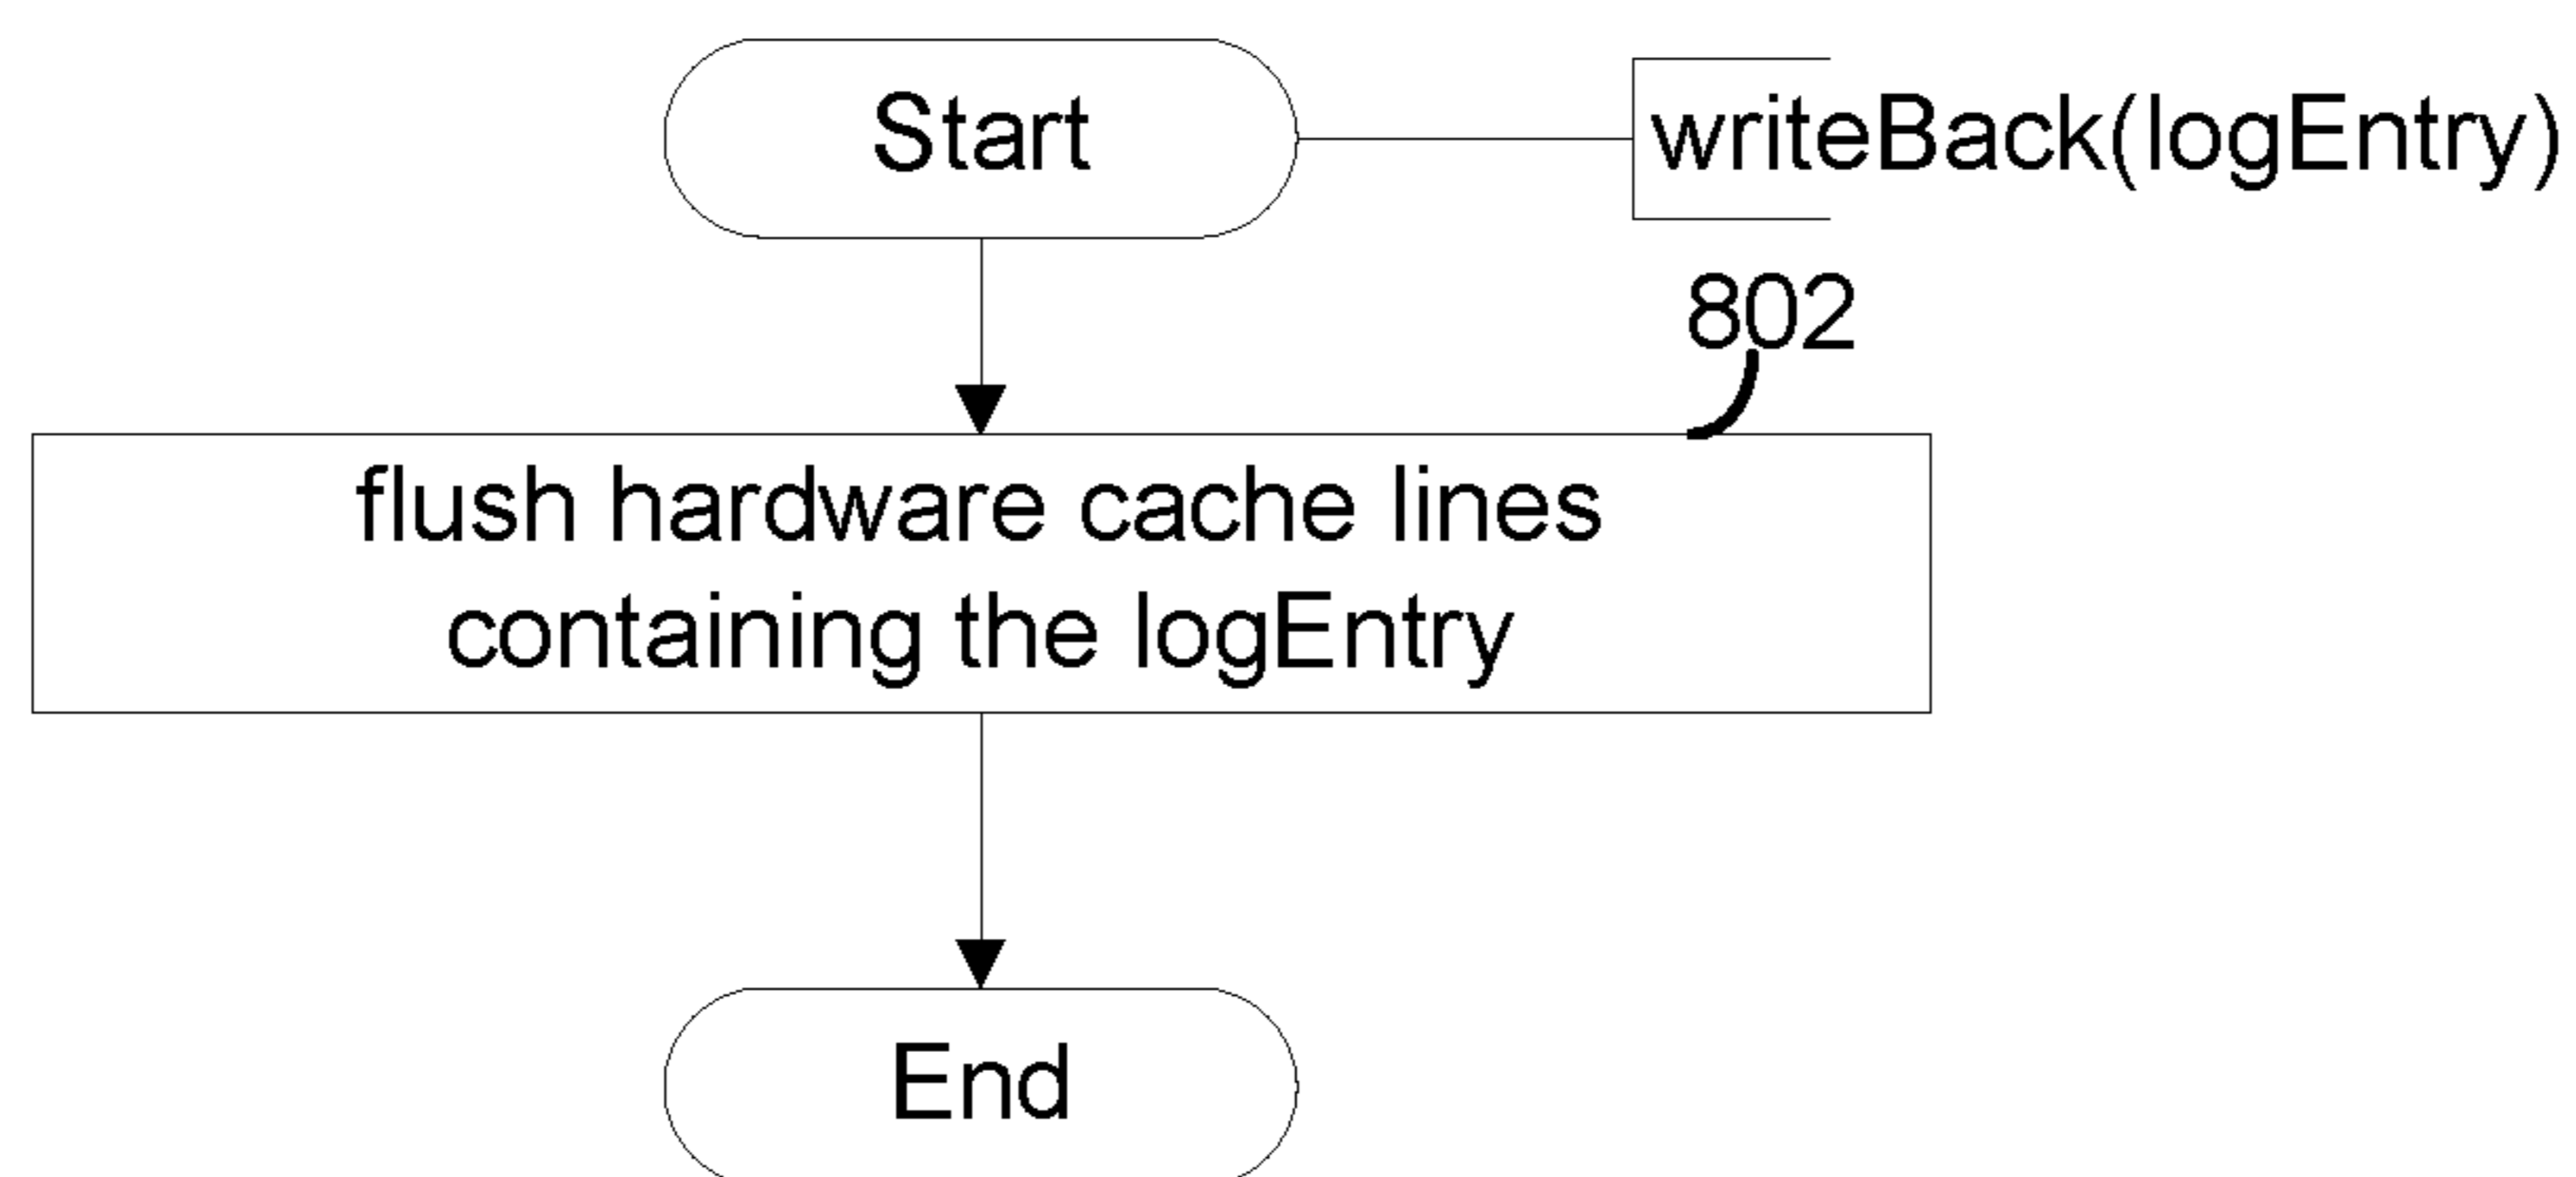 Start
writeBack(logEntry)
802
flush hardware cache lines
containing the logEntry
End